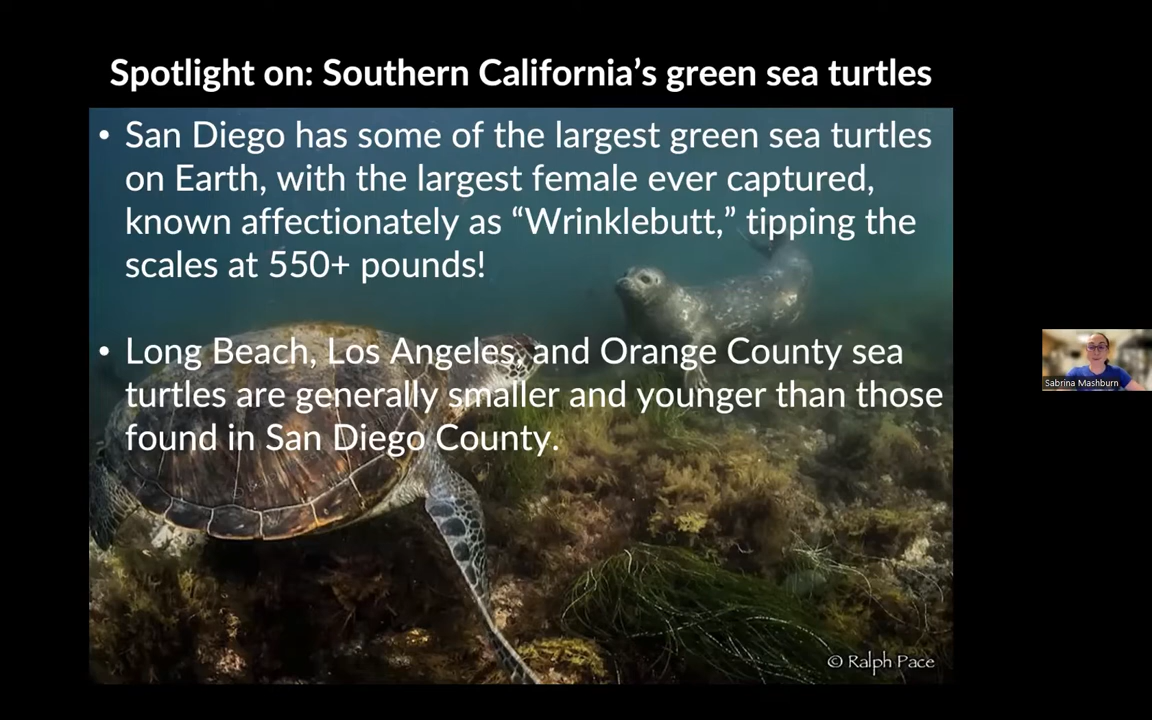 Spotlight on: Southern California’s green sea turtles
• San Diego has some of the largest green sea turtles
on Earth, with the largest female ever captured,
known affectionately as “Wrinklebutt,” tipping the
scales at 550+ pounds!
• Long Beach, Los Angeles, and Orange County sea
turtles are generally smaller and younger than those
found in San Diego County.
Sabrina Mashburn
© Ralph Pace